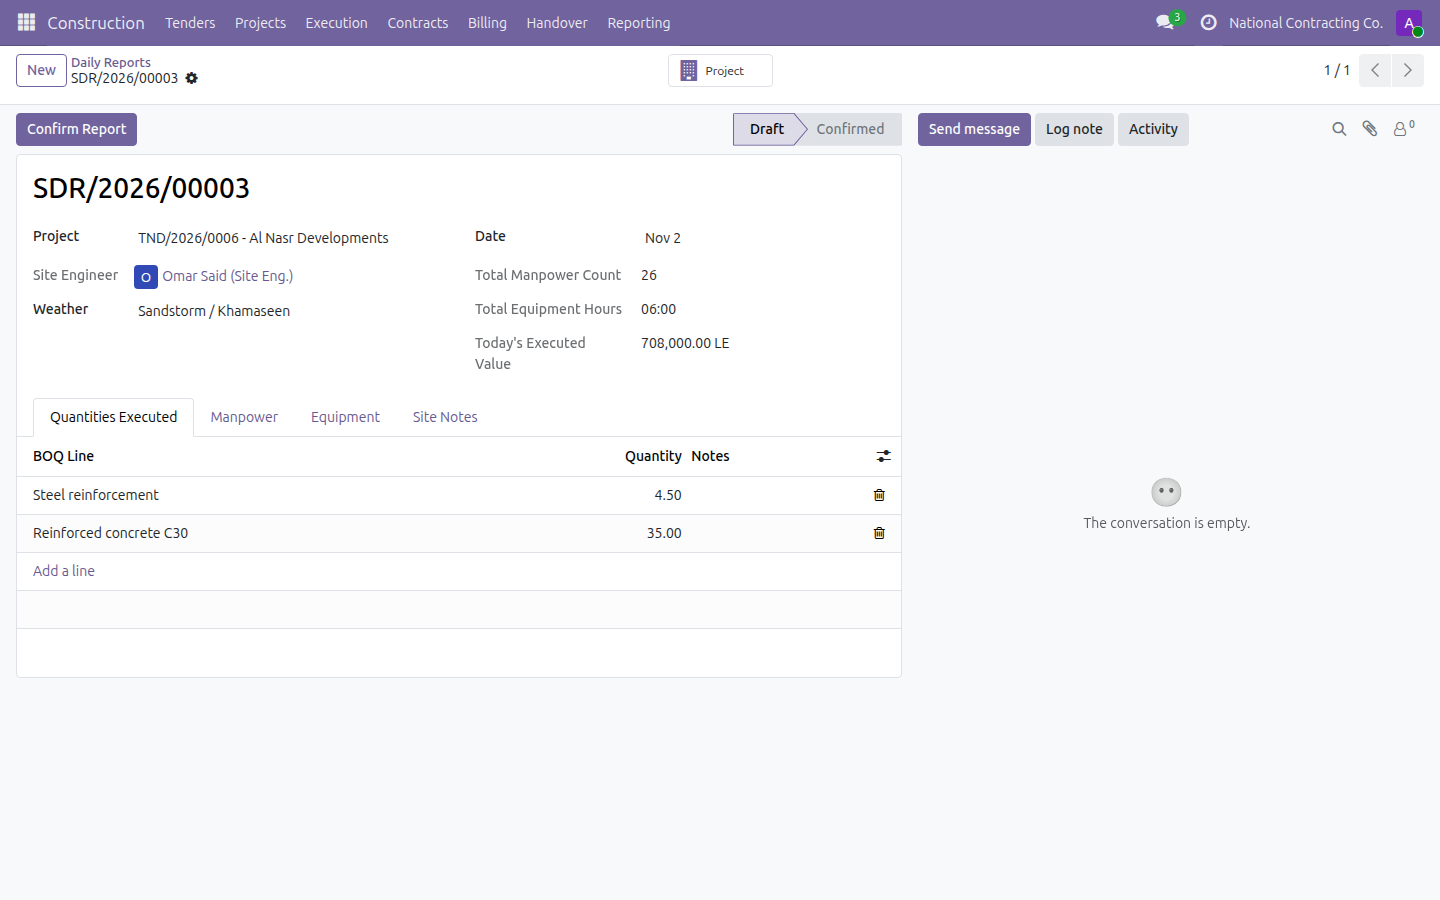 Construction Tenders Projects Execution Contracts Billing Handover Reporting 3 National Contracting Co. A
New Daily Reports
SDR/2026/00003
Project
1 / 1
Confirm Report
Draft Confirmed
Send message Log note Activity 0
SDR/2026/00003
Project TND/2026/0006 - Al Nasr Developments
Date Nov 2
Site Engineer O Omar Said (Site Eng.)
Total Manpower Count 26
Weather Sandstorm / Khamaseen
Total Equipment Hours 06:00
Today's Executed Value 708,000.00 LE
Quantities Executed Manpower Equipment Site Notes
BOQ Line Quantity Notes
Steel reinforcement 4.50
Reinforced concrete C30 35.00
Add a line
The conversation is empty.